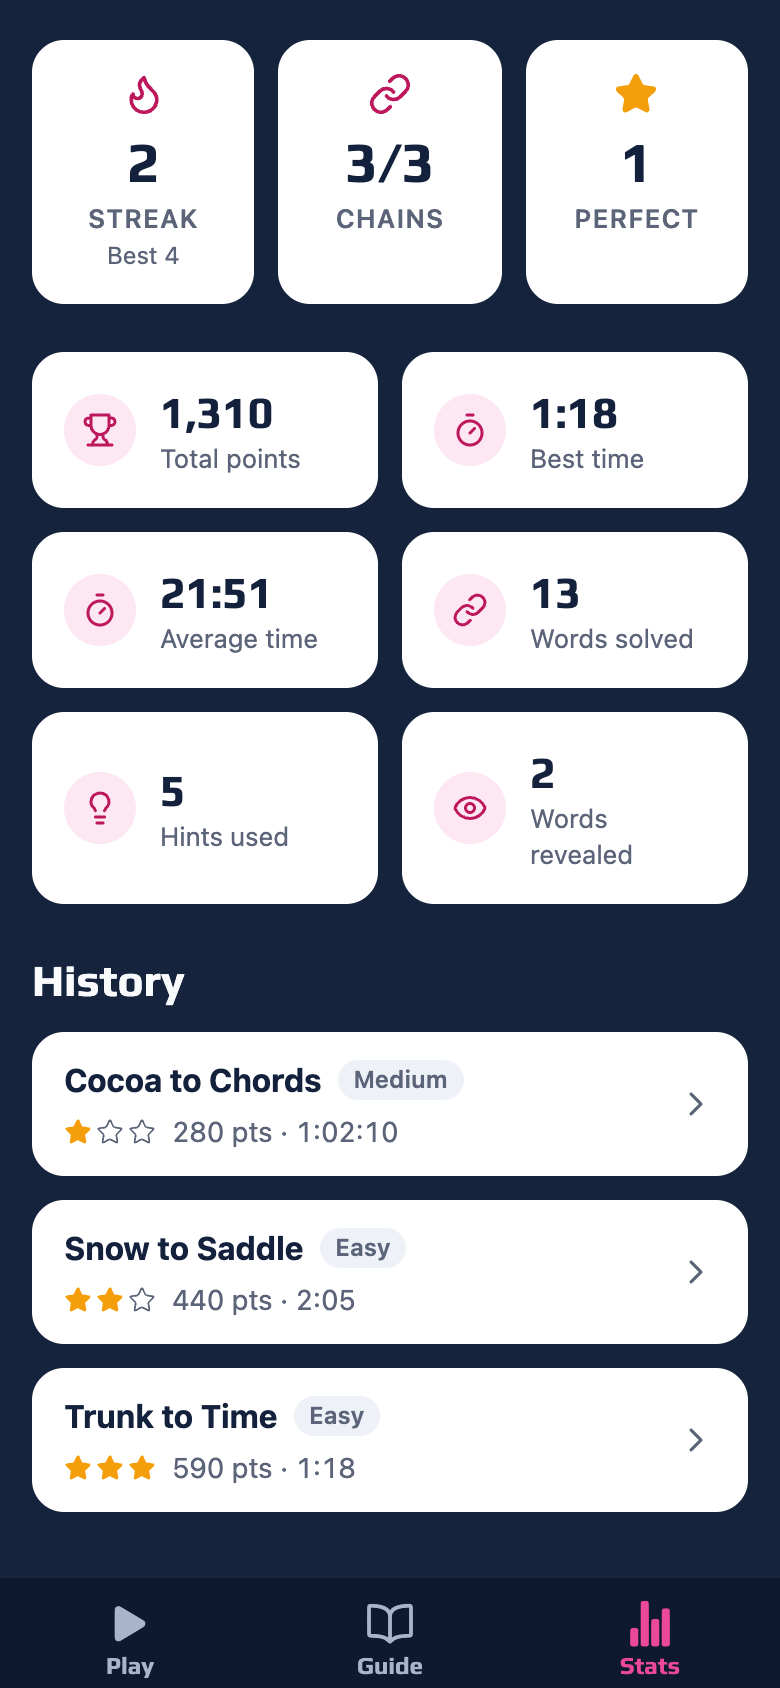 2
STREAK
Best 4
3/3
CHAINS
1
PERFECT
1,310
Total points
1:18
Best time
21:51
Average time
13
Words solved
5
Hints used
2
Words
revealed
History
Cocoa to Chords Medium
280 pts · 1:02:10
Snow to Saddle Easy
440 pts · 2:05
Trunk to Time Easy
590 pts · 1:18
Play
Guide
Stats